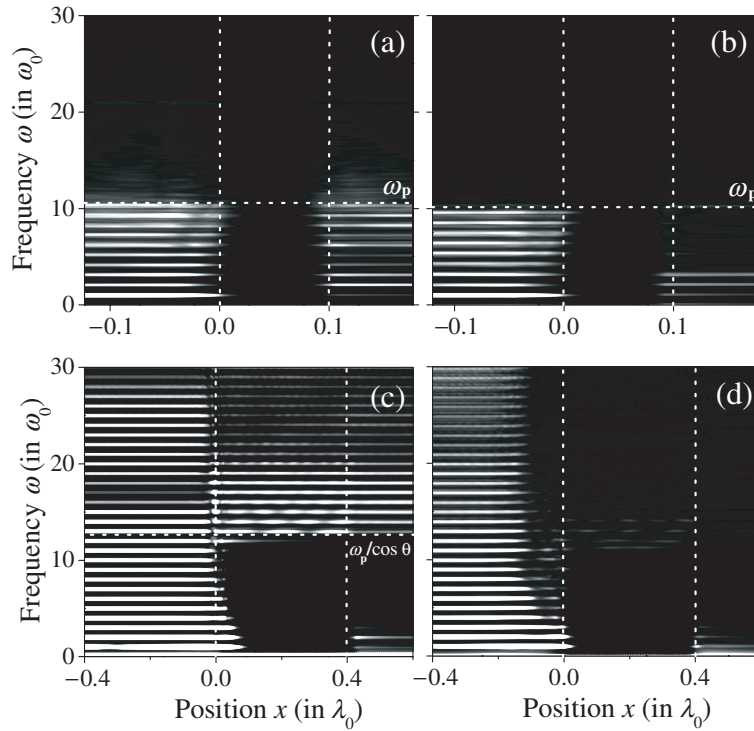 30
20
10
0
Frequency ω (in ω₀)
(a)
ωₚ
−0.1
0.0
0.1
(b)
ωₚ
−0.1
0.0
0.1
30
20
10
0
Frequency ω (in ω₀)
(c)
ωₚ/cos θ
−0.4
0.0
0.4
Position x (in λ₀)
(d)
−0.4
0.0
0.4
Position x (in λ₀)